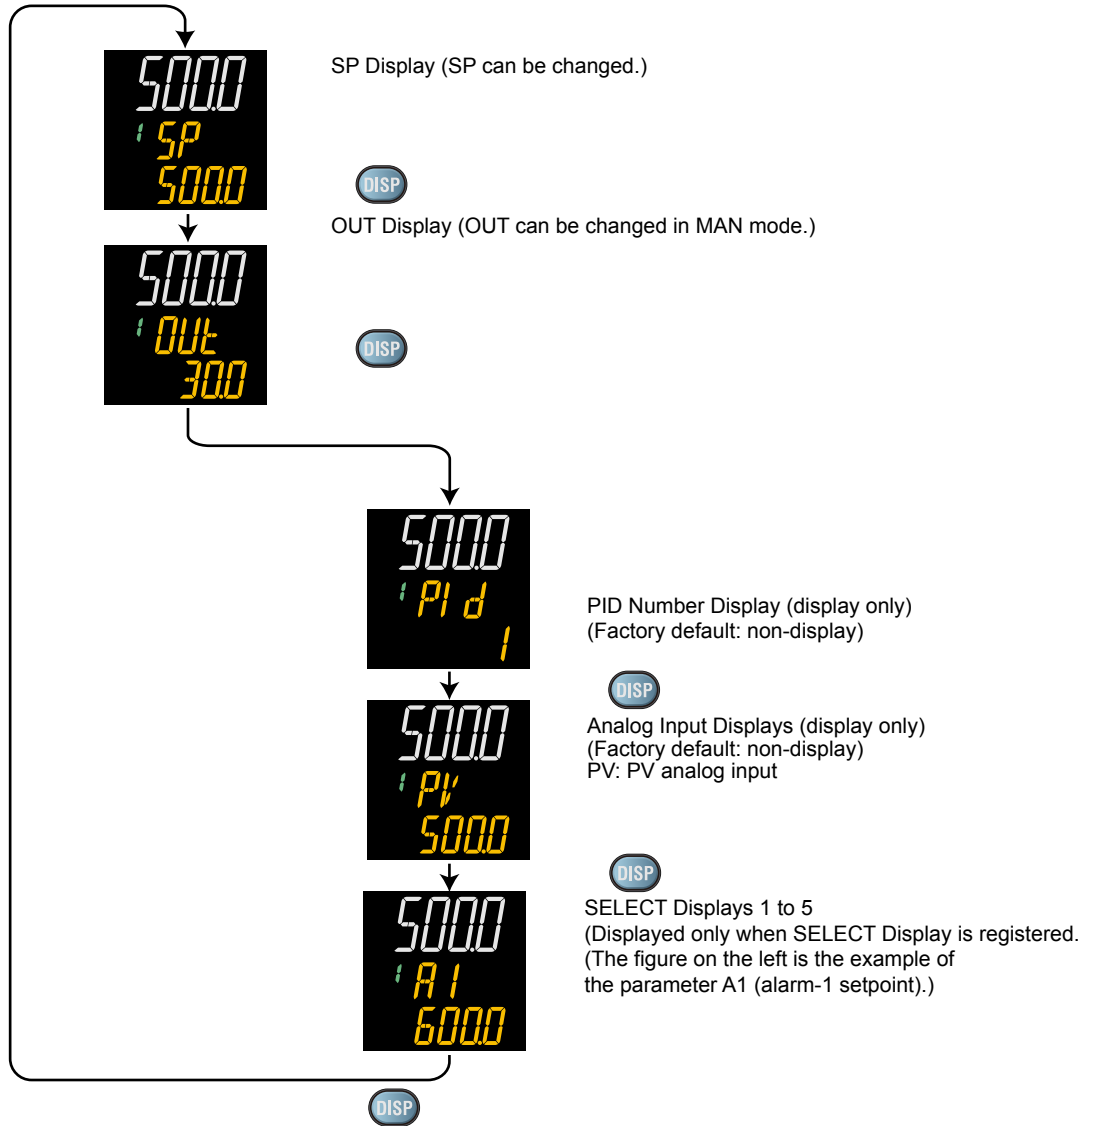 500.0
SP Display (SP can be changed.)
1 SP
500.0
DISP
OUT Display (OUT can be changed in MAN mode.)
500.0
1 OUt
30.0
DISP
500.0
1 PI d
1
PID Number Display (display only)
(Factory default: non-display)
DISP
500.0
1 PV
500.0
Analog Input Displays (display only)
(Factory default: non-display)
PV: PV analog input
DISP
500.0
1 A1
600.0
SELECT Displays 1 to 5
(Displayed only when SELECT Display is registered.
(The figure on the left is the example of
the parameter A1 (alarm-1 setpoint).)
DISP